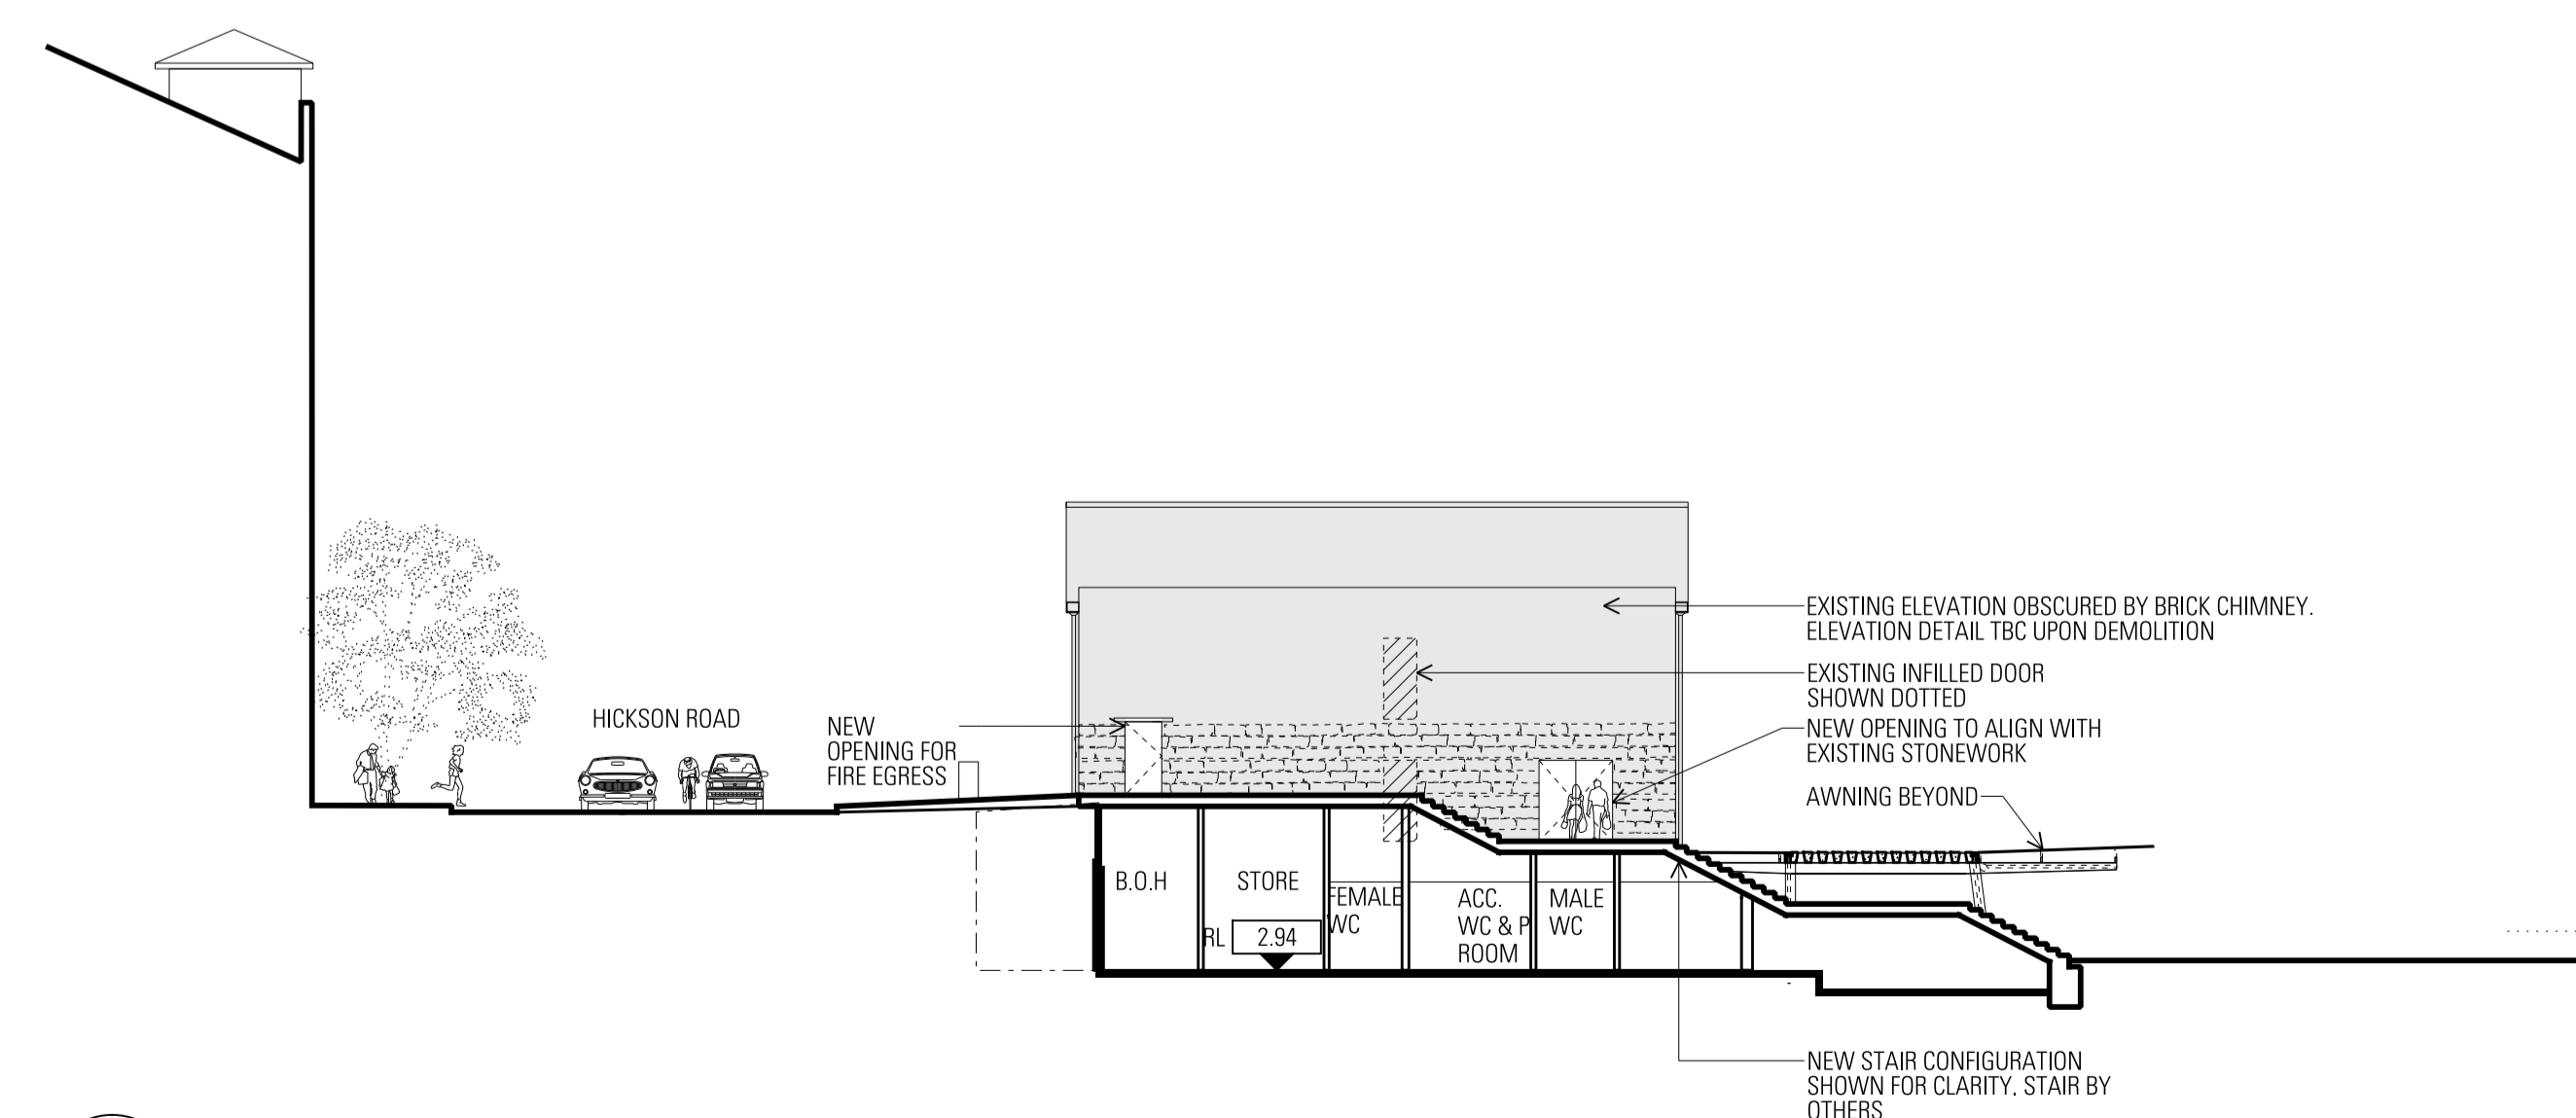 HICKSON ROAD
NEW
OPENING FOR
FIRE EGRESS
EXISTING ELEVATION OBSCURED BY BRICK CHIMNEY.
ELEVATION DETAIL TBC UPON DEMOLITION
EXISTING INFILLED DOOR
SHOWN DOTTED
NEW OPENING TO ALIGN WITH
EXISTING STONEWORK
AWNING BEYOND
B.O.H
STORE
RL 2.94
FEMALE
WC
ACC.
WC & P
ROOM
MALE
WC
NEW STAIR CONFIGURATION
SHOWN FOR CLARITY. STAIR BY
OTHERS